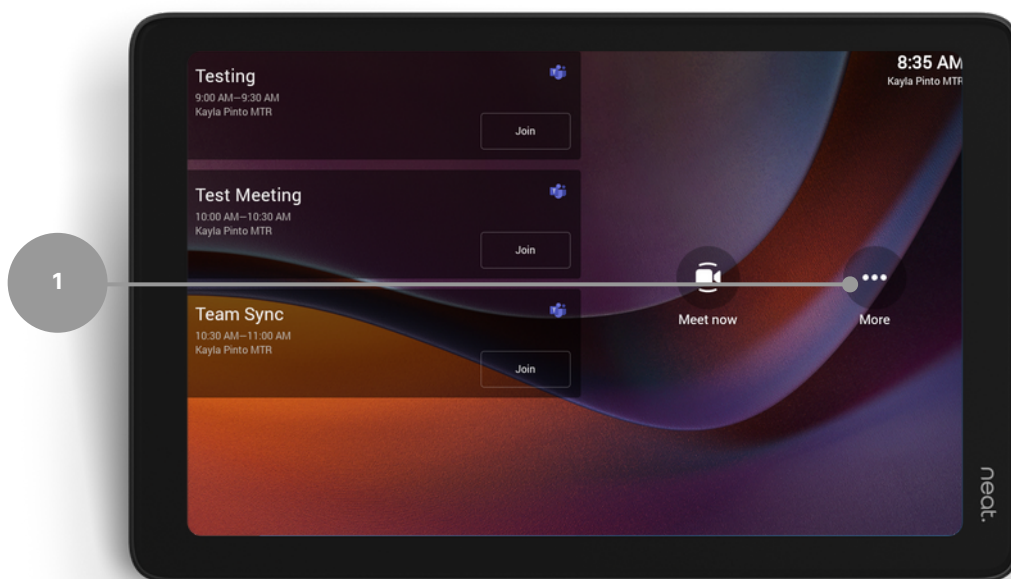 Testing
9:00 AM—9:30 AM
Kayla Pinto MTR
Join
Test Meeting
10:00 AM—10:30 AM
Kayla Pinto MTR
Join
Team Sync
10:30 AM—11:00 AM
Kayla Pinto MTR
Join
8:35 AM
Kayla Pinto MTR
Meet now
More
1
neat.